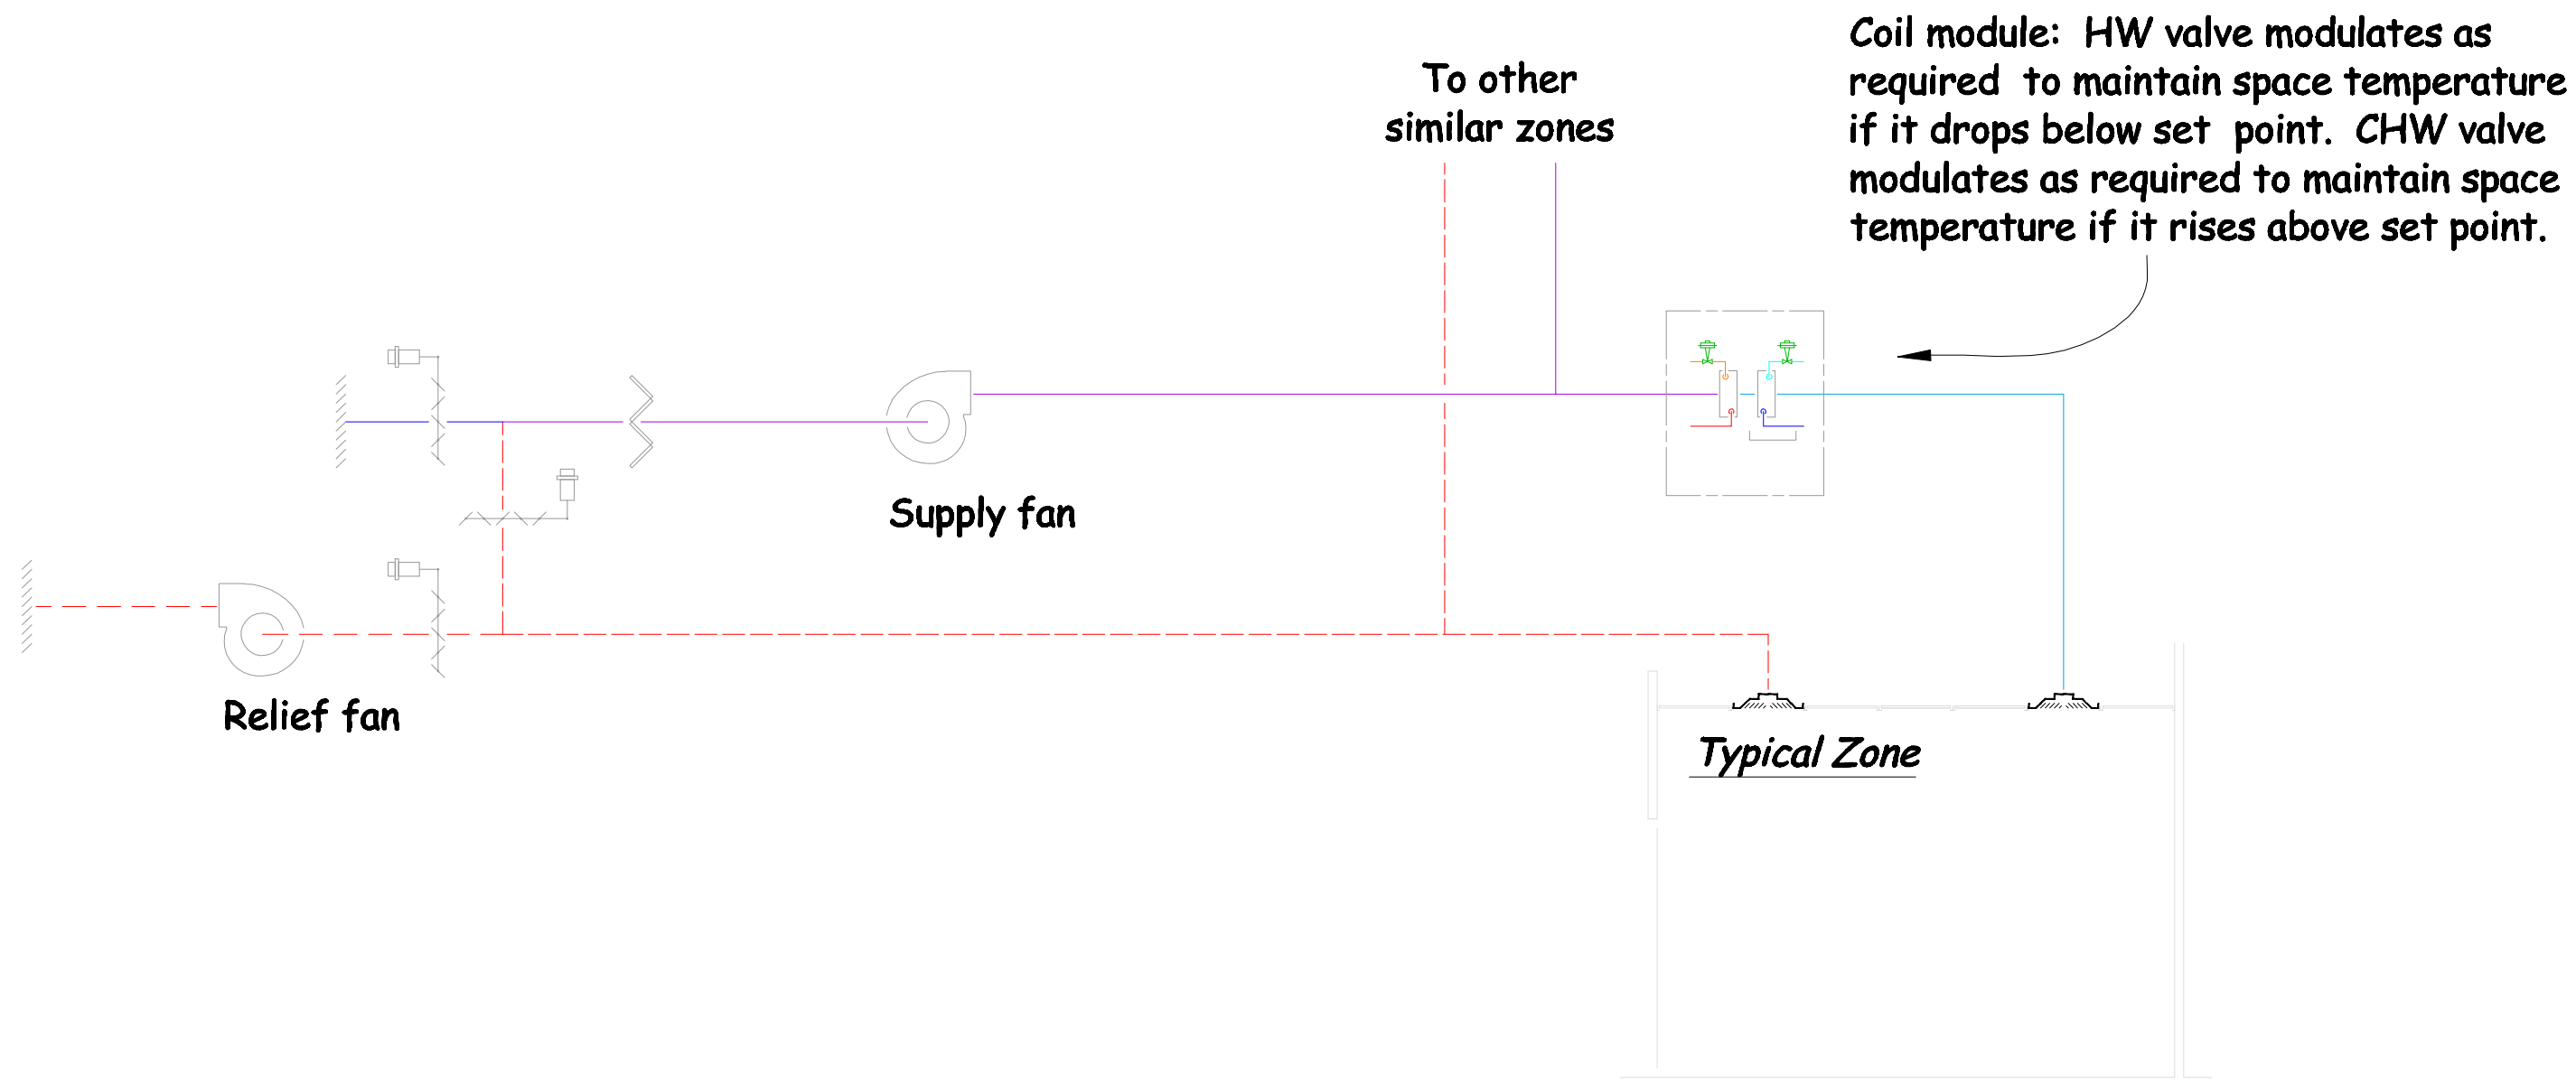 Coil module: HW valve modulates as
required to maintain space temperature
if it drops below set point. CHW valve
modulates as required to maintain space
temperature if it rises above set point.
To other
similar zones
Supply fan
Relief fan
Typical Zone